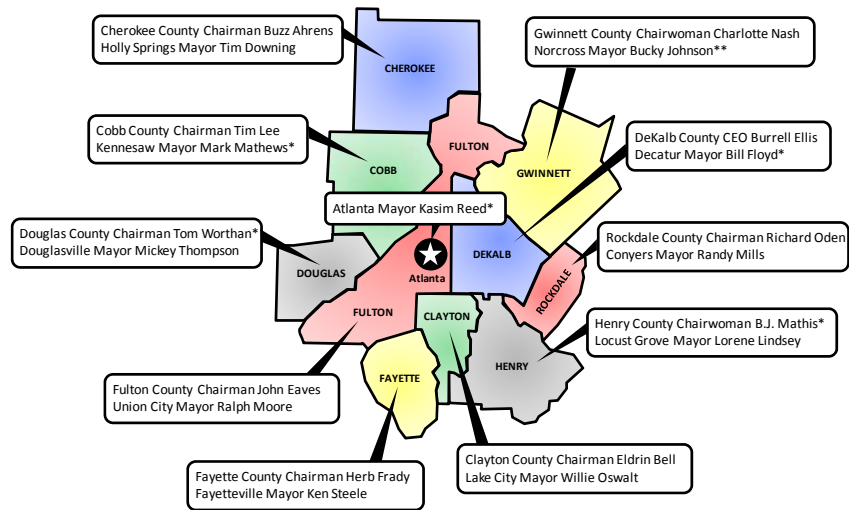 Cherokee County Chairman Buzz Ahrens
Holly Springs Mayor Tim Downing
Gwinnett County Chairwoman Charlotte Nash
Norcross Mayor Bucky Johnson**
CHEROKEE
Cobb County Chairman Tim Lee
Kennesaw Mayor Mark Mathews*
FULTON
DeKalb County CEO Burrell Ellis
Decatur Mayor Bill Floyd*
COBB
GWINNETT
Atlanta Mayor Kasim Reed*
Douglas County Chairman Tom Worthan*
Douglasville Mayor Mickey Thompson
Rockdale County Chairman Richard Oden
Conyers Mayor Randy Mills
DOUGLAS
DEKALB
Atlanta
ROCKDALE
FULTON
CLAYTON
Henry County Chairwoman B.J. Mathis*
Locust Grove Mayor Lorene Lindsey
HENRY
FAYETTE
Fulton County Chairman John Eaves
Union City Mayor Ralph Moore
Clayton County Chairman Eldrin Bell
Lake City Mayor Willie Oswalt
Fayette County Chairman Herb Frady
Fayetteville Mayor Ken Steele